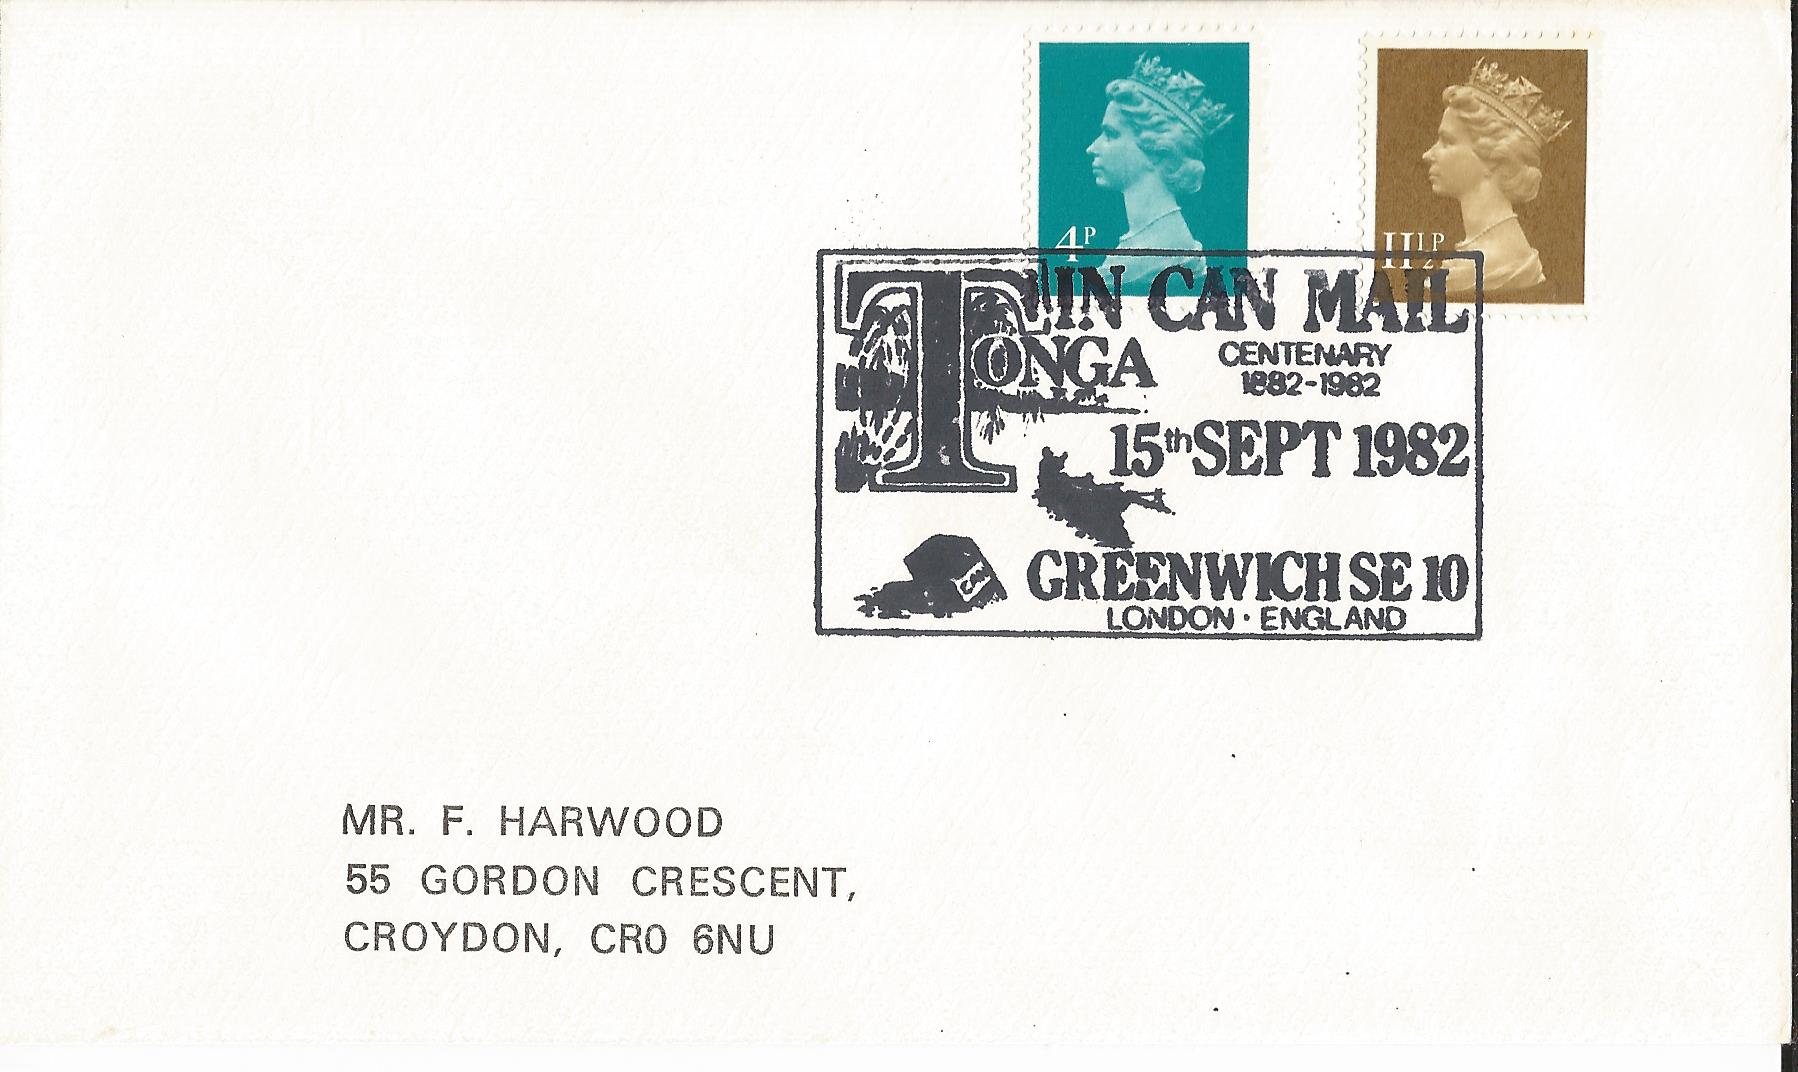 4P
11½P
TIN CAN MAIL
TONGA
CENTENARY
1882-1982
15th SEPT 1982
GREENWICH SE 10
LONDON · ENGLAND
MR. F. HARWOOD
55 GORDON CRESCENT,
CROYDON, CR0 6NU